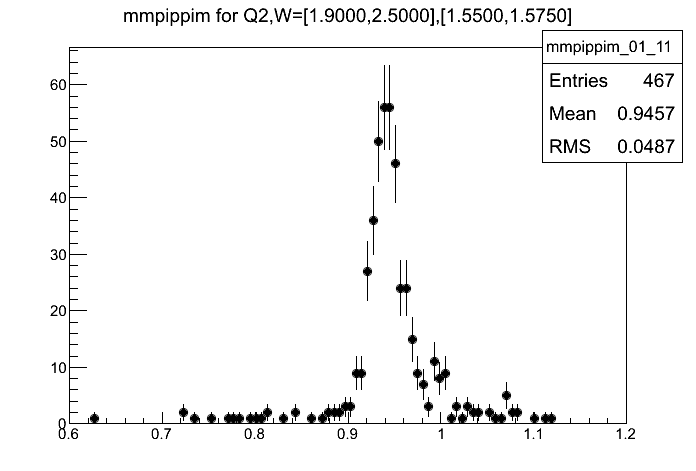 mmpippim for Q2,W=[1.9000,2.5000],[1.5500,1.5750]
mmpippim_01_11
Entries 467
Mean 0.9457
RMS 0.0487
60
50
40
30
20
10
0
0.6 0.7 0.8 0.9 1 1.1 1.2